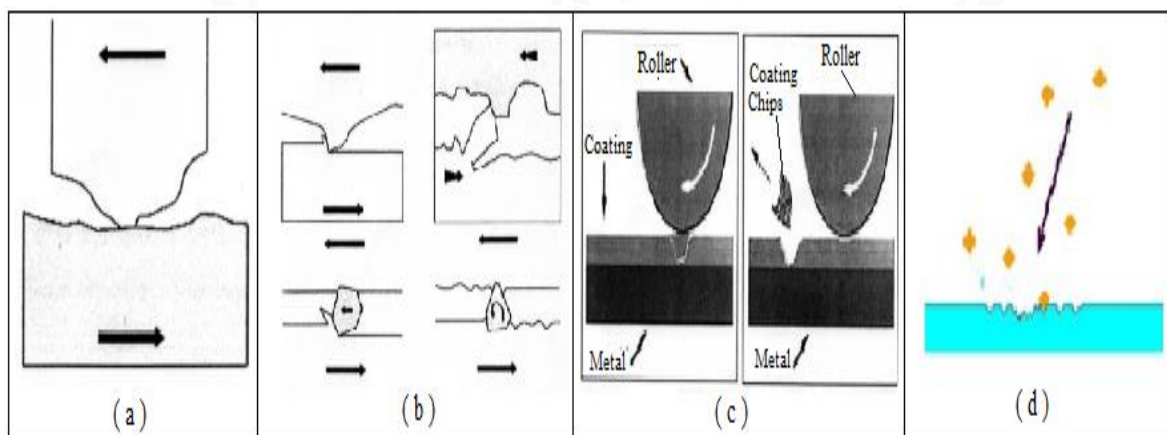 Roller
Coating
Metal
Coating
Chips
Roller
Metal
(a)
(b)
(c)
(d)